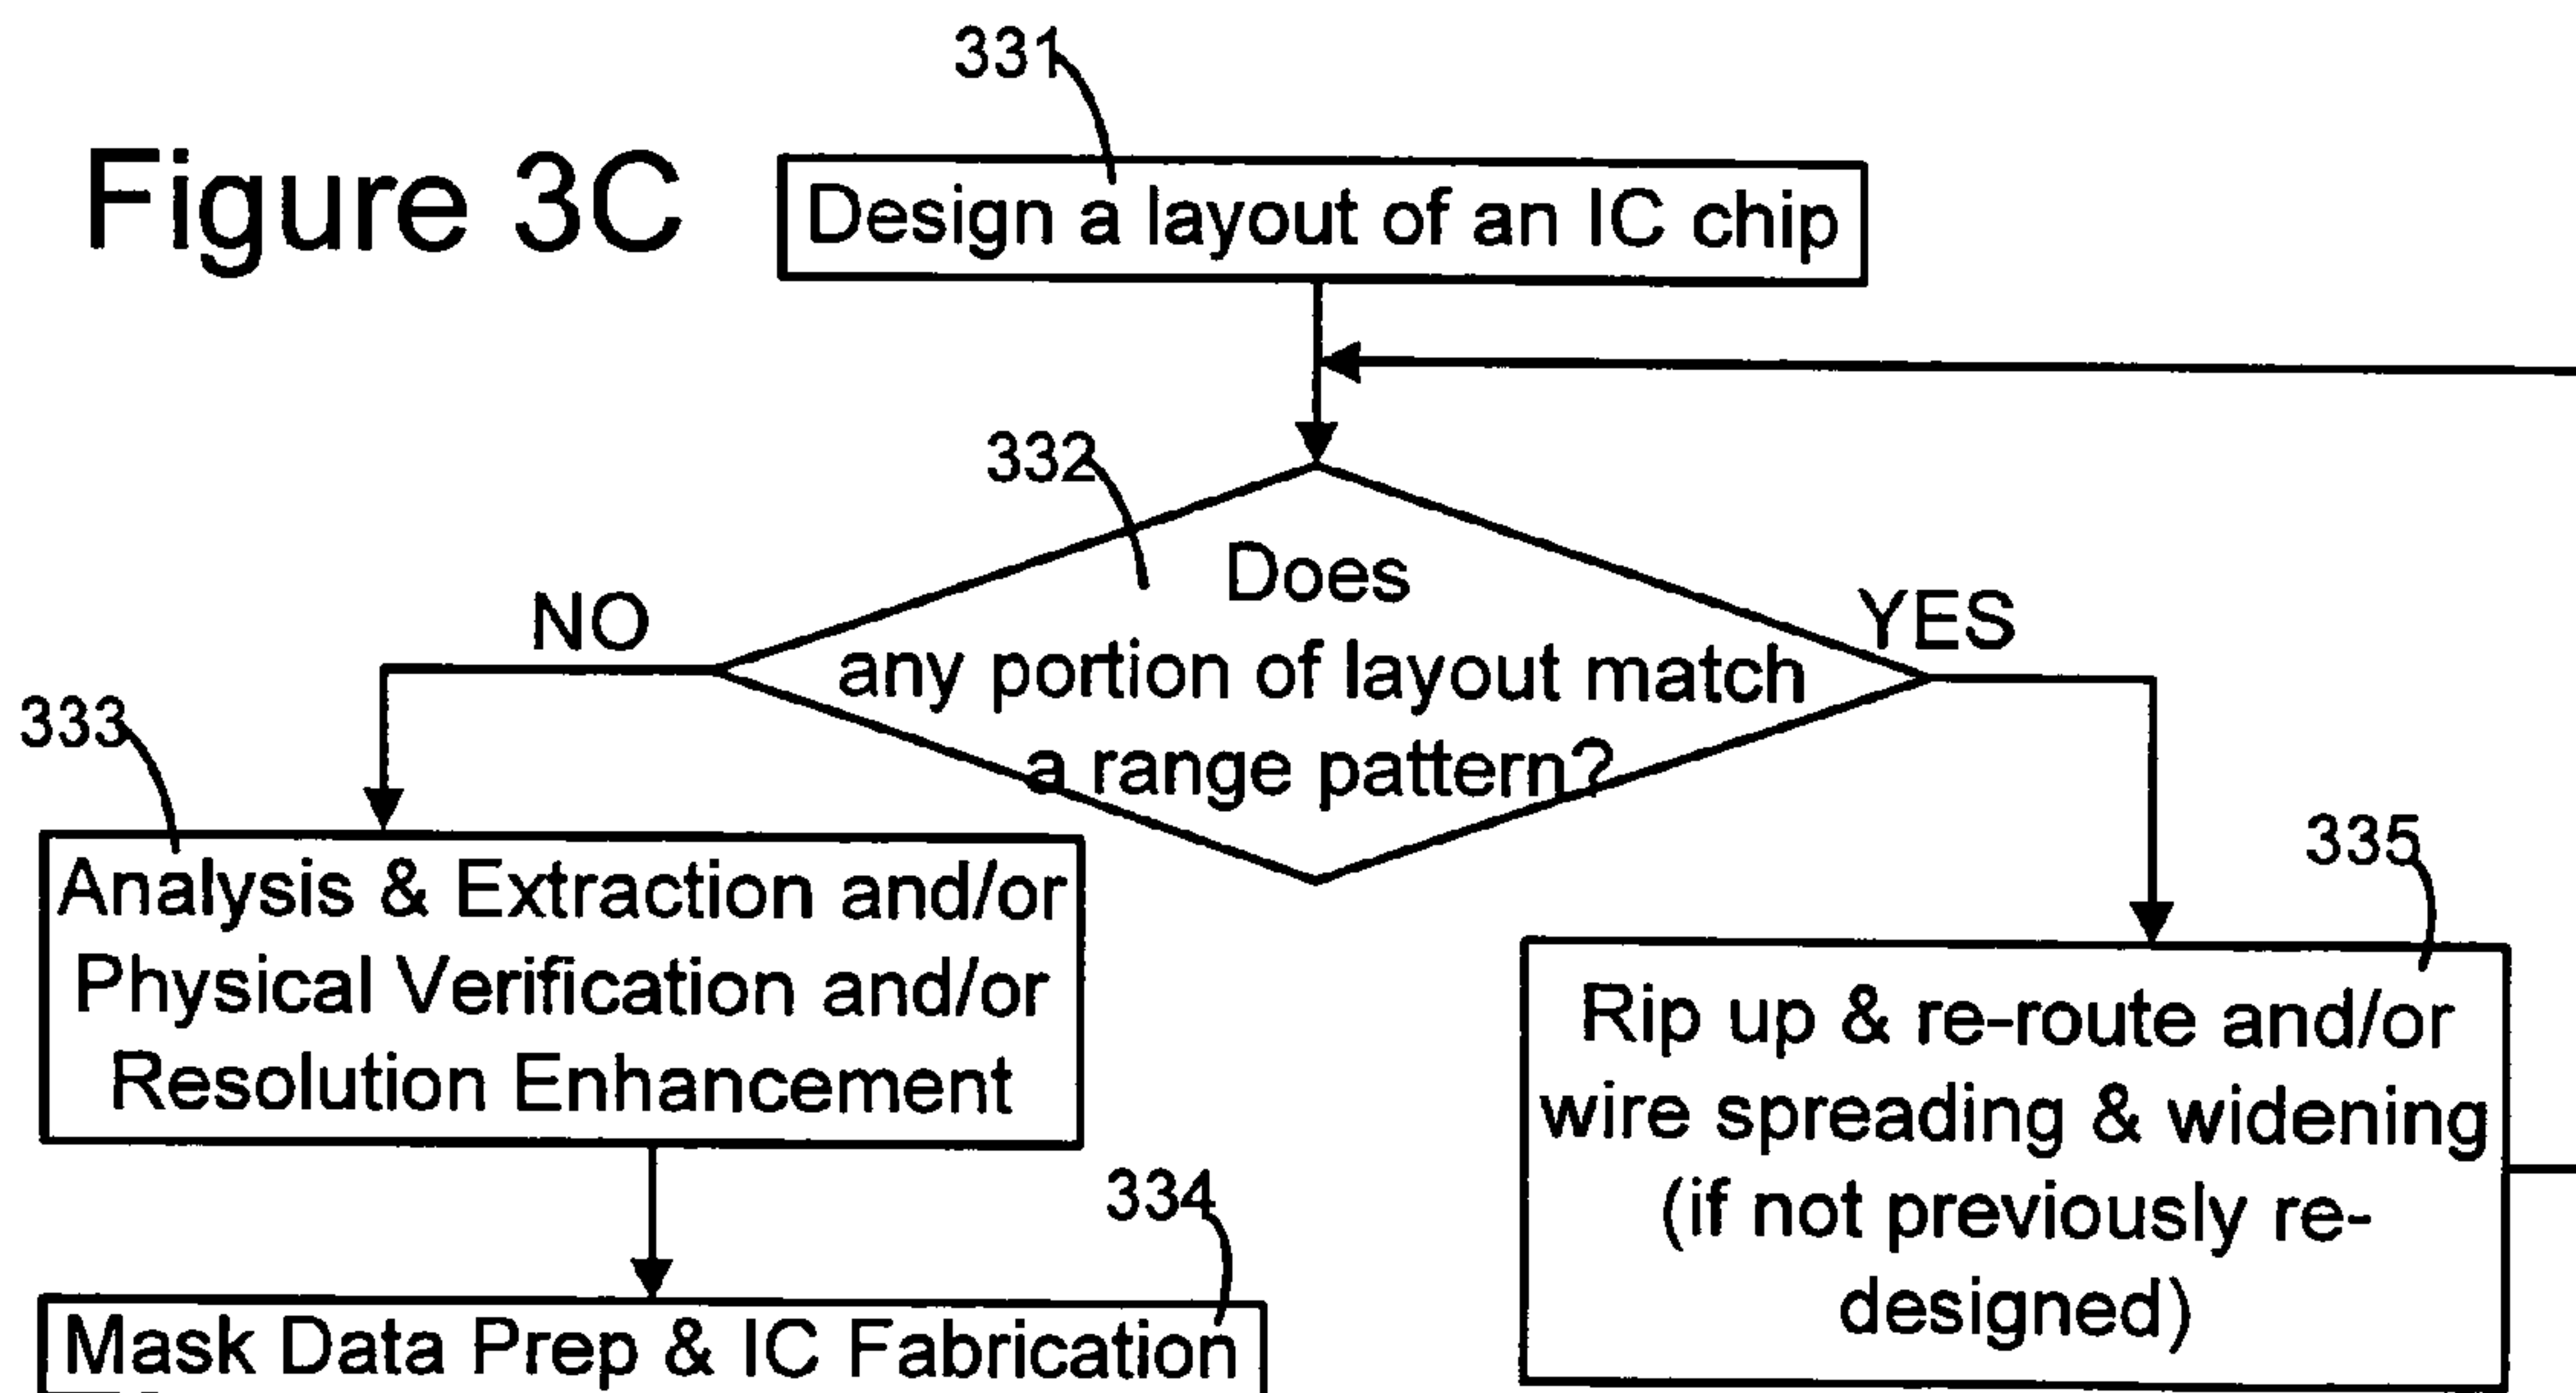 331
Figure 3C
Design a layout of an IC chip
332
Does
any portion of layout match
a range pattern?
NO
YES
333
Analysis & Extraction and/or
Physical Verification and/or
Resolution Enhancement
335
Rip up & re-route and/or
wire spreading & widening
(if not previously re-
designed)
334
Mask Data Prep & IC Fabrication